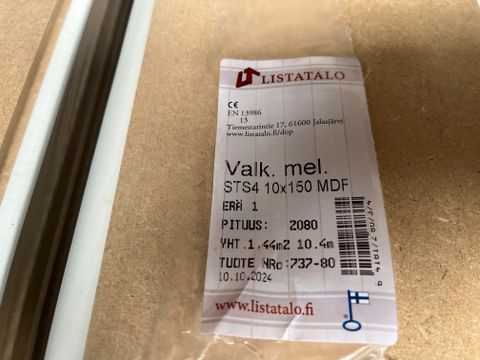 LISTATALO
CE
EN 13986
13
Tiemestarintie 17, 61600 Jalasjärvi
www.listatalo.fi/dop
Valk. mel.
STS4 10x150 MDF
ERÄ 1
PITUUS: 2080
YHT.1,44m2 10.4m
TUOTE NRo:737-80
10.10.2024
www.listatalo.fi